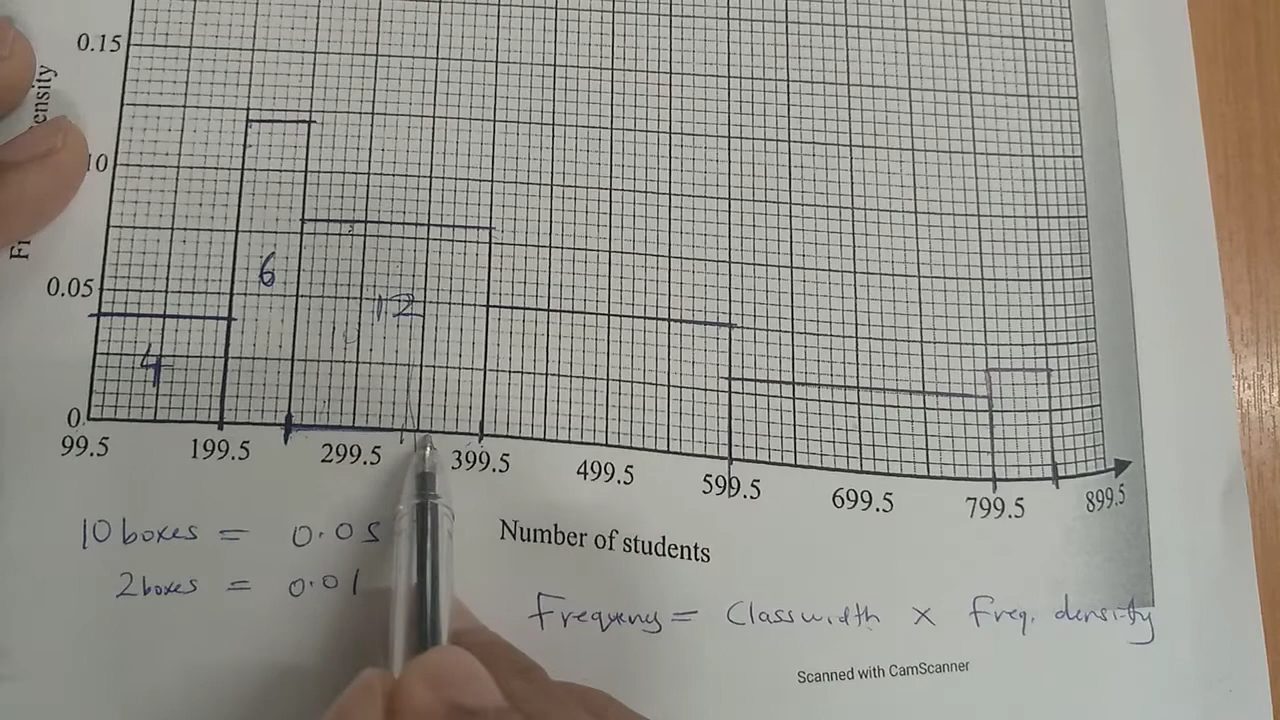 0.15
10
0.05
0
6
12
4
99.5 199.5 299.5 399.5 499.5 599.5 699.5 799.5 899.5
Number of students
10 boxes = 0.05
2 boxes = 0.01
Frequency = Classwidth x Freq. density
Scanned with CamScanner